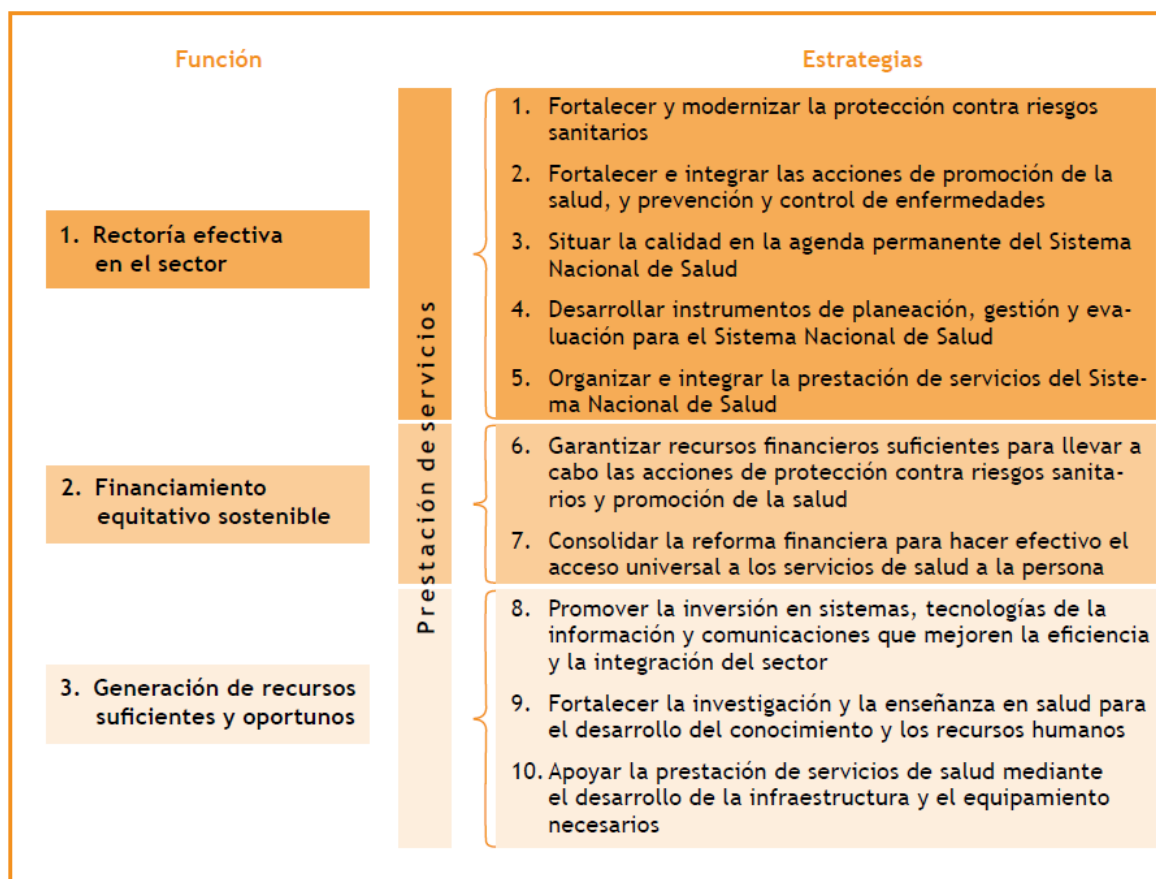 Función
Estrategias
1. Rectoría efectiva
en el sector
2. Financiamiento
equitativo sostenible
3. Generación de recursos
suficientes y oportunos
Prestación de servicios
1. Fortalecer y modernizar la protección contra riesgos
sanitarios
2. Fortalecer e integrar las acciones de promoción de la
salud, y prevención y control de enfermedades
3. Situar la calidad en la agenda permanente del Sistema
Nacional de Salud
4. Desarrollar instrumentos de planeación, gestión y eva-
luación para el Sistema Nacional de Salud
5. Organizar e integrar la prestación de servicios del Siste-
ma Nacional de Salud
6. Garantizar recursos financieros suficientes para llevar a
cabo las acciones de protección contra riesgos sanita-
rios y promoción de la salud
7. Consolidar la reforma financiera para hacer efectivo el
acceso universal a los servicios de salud a la persona
8. Promover la inversión en sistemas, tecnologías de la
información y comunicaciones que mejoren la eficiencia
y la integración del sector
9. Fortalecer la investigación y la enseñanza en salud para
el desarrollo del conocimiento y los recursos humanos
10. Apoyar la prestación de servicios de salud mediante
el desarrollo de la infraestructura y el equipamiento
necesarios